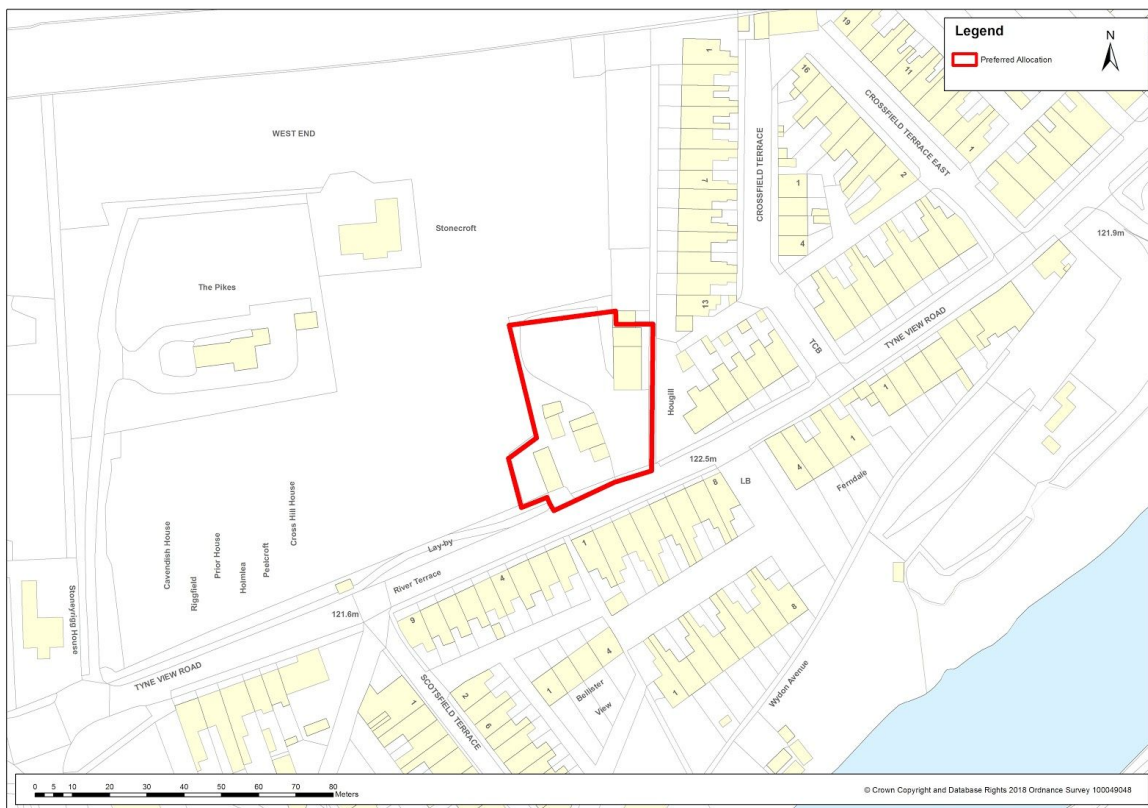 Legend
Preferred Allocation
N
19
11
1
CROSSFIELD TERRACE EAST
16
2
1
7
13
CROSSFIELD TERRACE
1
4
WEST END
Stonecroft
The Pikes
121.9m
TYNE VIEW ROAD
TCB
Hougill
122.5m
LB
1
4
1
Ferndale
8
1
Cavendish House
Riggfield
Prior House
Holmlea
Peelcroft
Cross Hill House
Lay-by
River Terrace
4
9
121.6m
Stoneyrigg House
TYNE VIEW ROAD
SCOTSFIELD TERRACE
1
2
6
4
1
Bellister
View
8
1
Wydon Avenue
0 5 10 20 30 40 50 60 70 80
Meters
© Crown Copyright and Database Rights 2018 Ordnance Survey 100049048